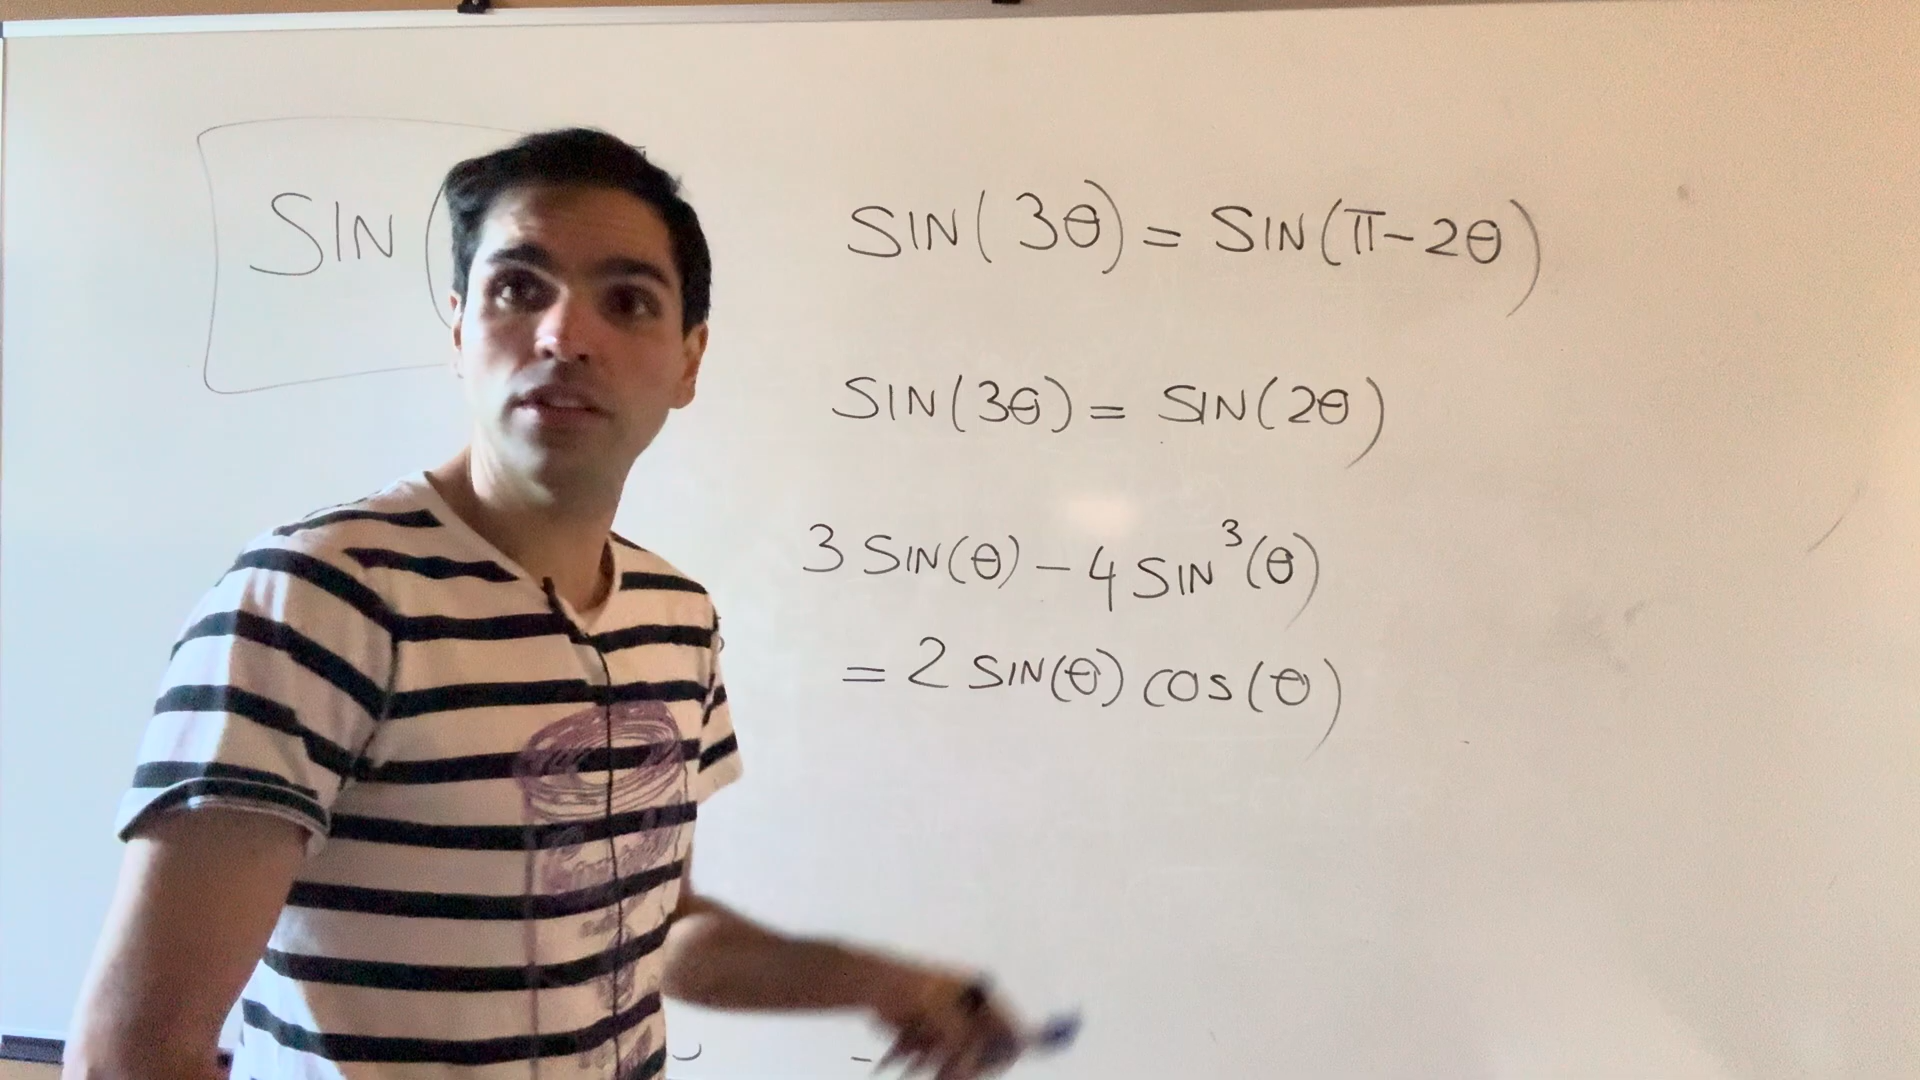 SIN (
SIN(3θ) = SIN(π-2θ)
SIN(3θ) = SIN(2θ)
3 SIN(θ) - 4 SIN³(θ)
= 2 SIN(θ) COS(θ)